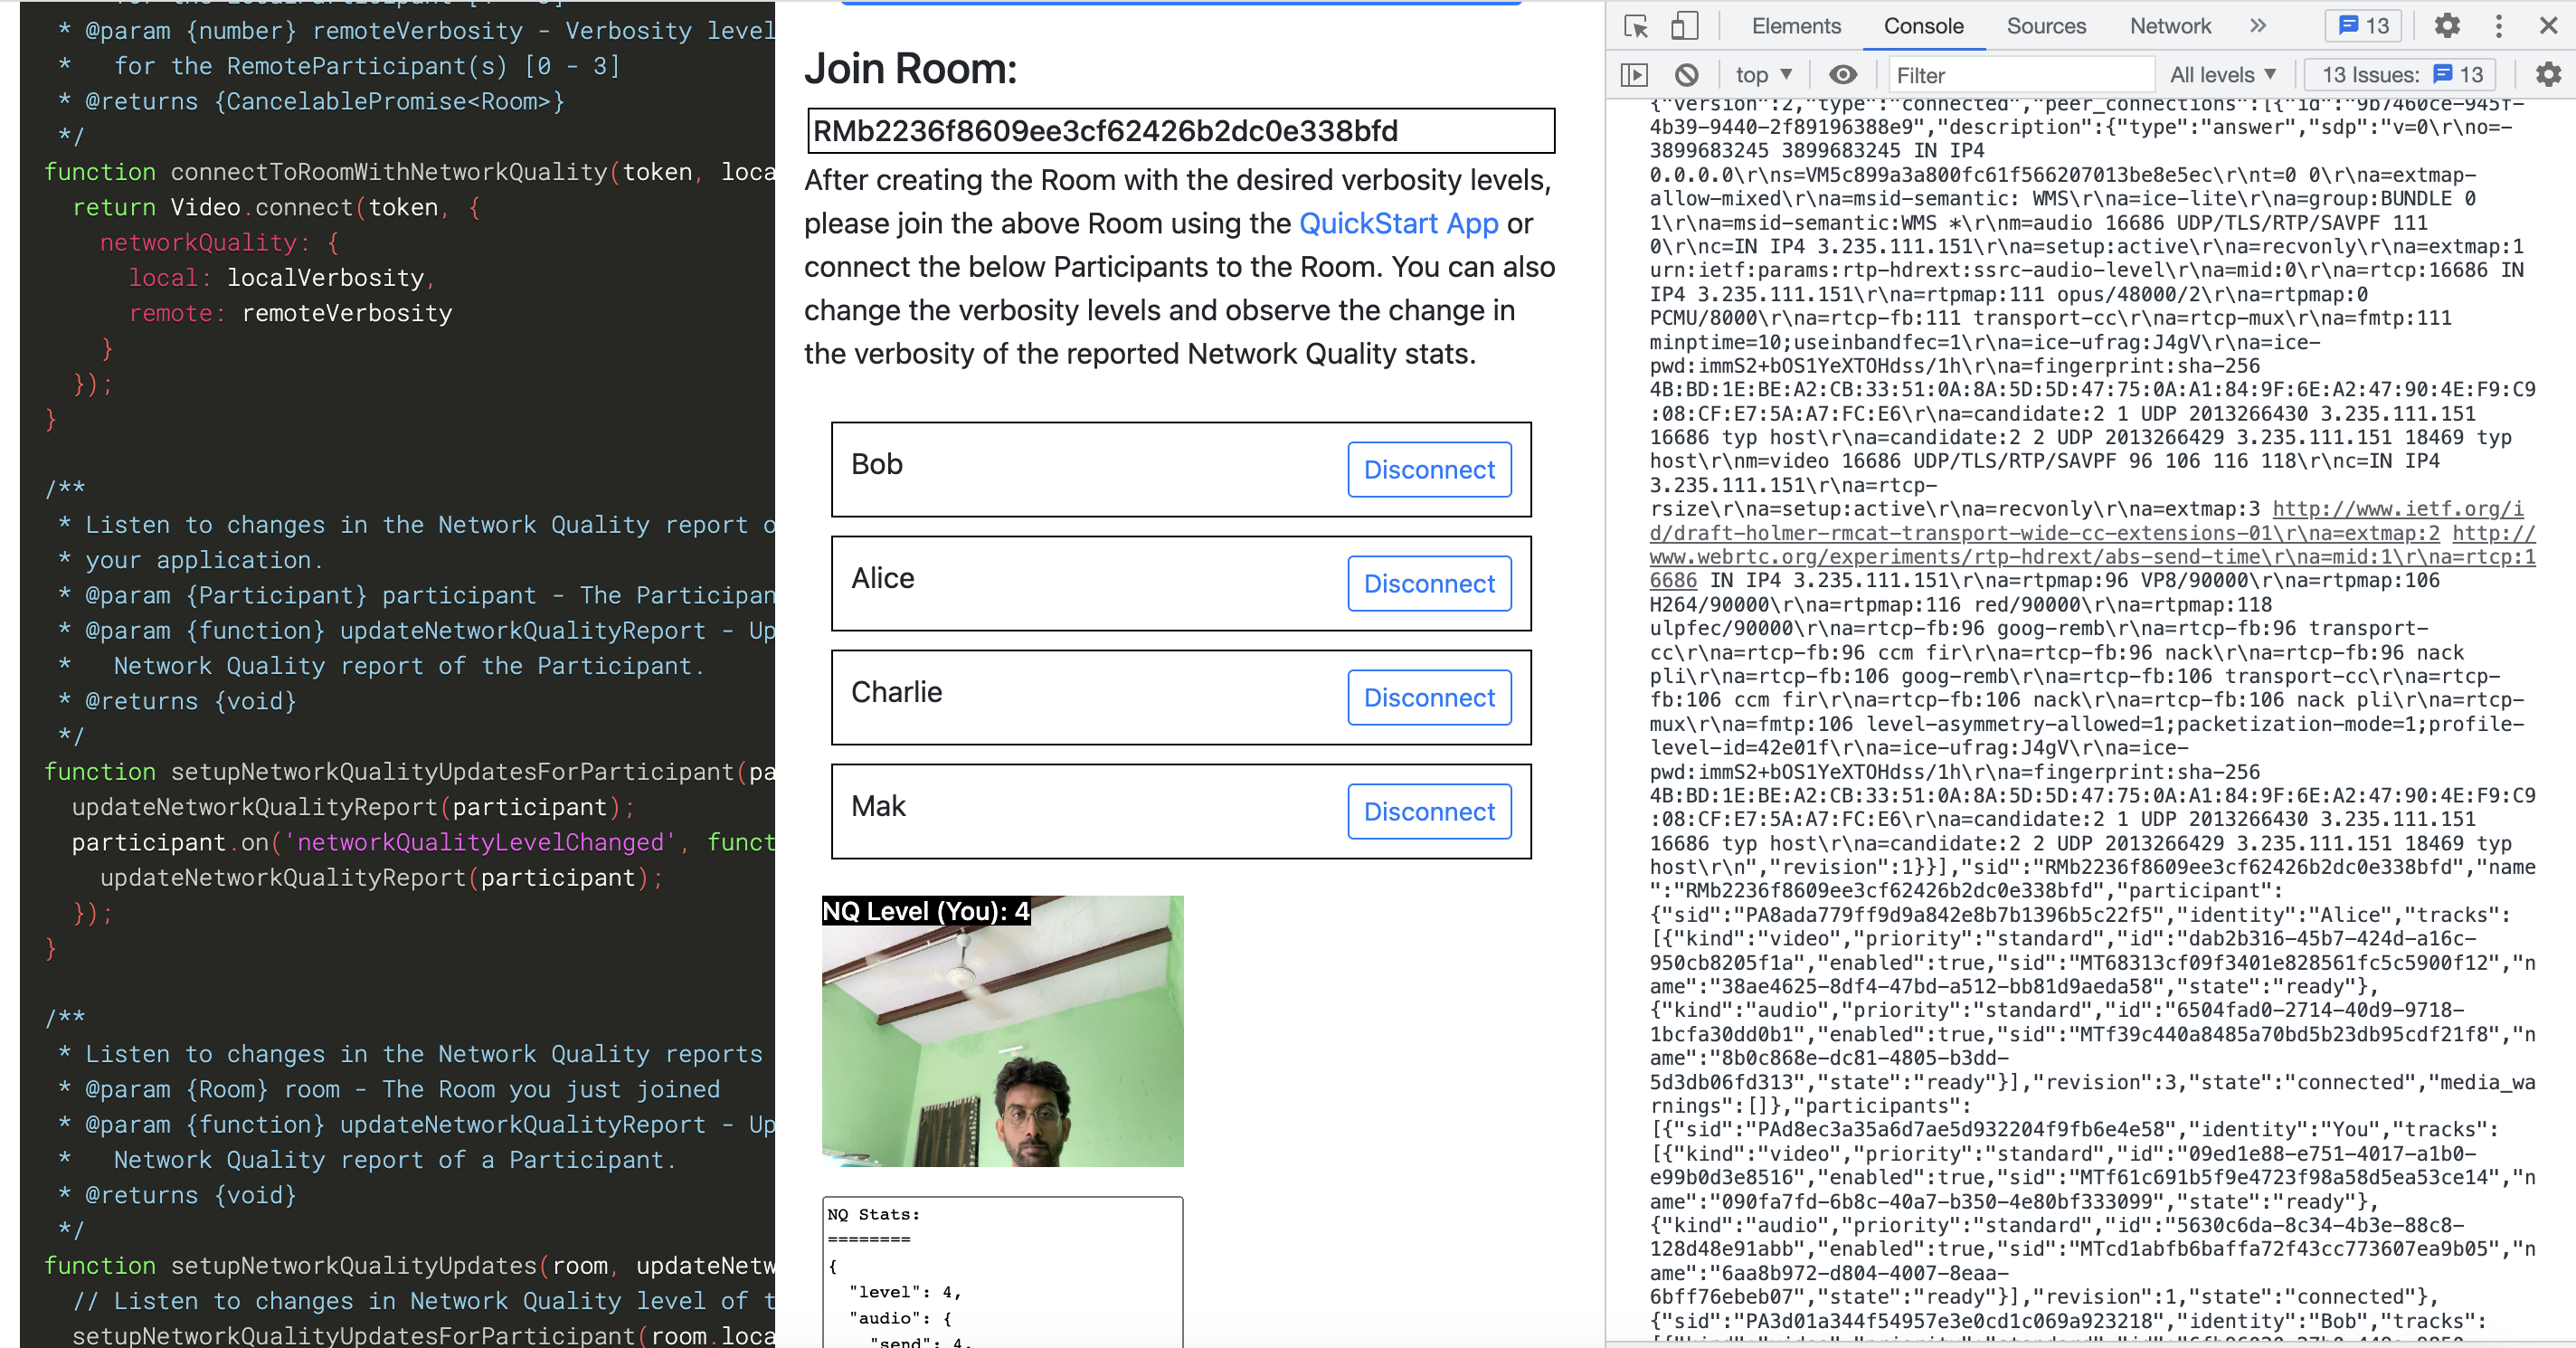 * @param {number} remoteVerbosity - Verbosity level
*   for the RemoteParticipant(s) [0 - 3]
* @returns {CancelablePromise<Room>}
*/
function connectToRoomWithNetworkQuality(token, loca
return Video.connect(token, {
networkQuality: {
local: localVerbosity,
remote: remoteVerbosity
}
});
}
/**
* Listen to changes in the Network Quality report o
* your application.
* @param {Participant} participant - The Participan
* @param {function} updateNetworkQualityReport - Up
*   Network Quality report of the Participant.
* @returns {void}
*/
function setupNetworkQualityUpdatesForParticipant(pa
updateNetworkQualityReport(participant);
participant.on('networkQualityLevelChanged', funct
updateNetworkQualityReport(participant);
});
}
/**
* Listen to changes in the Network Quality reports
* @param {Room} room - The Room you just joined
* @param {function} updateNetworkQualityReport - Up
*   Network Quality report of a Participant.
* @returns {void}
*/
function setupNetworkQualityUpdates(room, updateNetw
// Listen to changes in Network Quality level of t
setupNetworkQualityUpdatesForParticipant(room.loca
Join Room:
RMb2236f8609ee3cf62426b2dc0e338bfd
After creating the Room with the desired verbosity levels,
please join the above Room using the QuickStart App or
connect the below Participants to the Room. You can also
change the verbosity levels and observe the change in
the verbosity of the reported Network Quality stats.
Bob Disconnect
Alice Disconnect
Charlie Disconnect
Mak Disconnect
NQ Level (You): 4
NQ Stats:
========
{
"level": 4,
"audio": {
"send": 4,
Elements Console Sources Network 13
top Filter All levels 13 Issues: 13
{"version":2,"type":"connected","peer_connections":[{"id":"9b7460ce-945f-
4b39-9440-2f89196388e9","description":{"type":"answer","sdp":"v=0\r\no=-
3899683245 3899683245 IN IP4
0.0.0.0\r\ns=VM5c899a3a800fc61f566207013be8e5ec\r\nt=0 0\r\na=extmap-
allow-mixed\r\na=msid-semantic: WMS\r\na=ice-lite\r\na=group:BUNDLE 0
1\r\na=msid-semantic:WMS *\r\nm=audio 16686 UDP/TLS/RTP/SAVPF 111
0\r\nc=IN IP4 3.235.111.151\r\na=setup:active\r\na=recvonly\r\na=extmap:1
urn:ietf:params:rtp-hdrext:ssrc-audio-level\r\na=mid:0\r\na=rtcp:16686 IN
IP4 3.235.111.151\r\na=rtpmap:111 opus/48000/2\r\na=rtpmap:0
PCMU/8000\r\na=rtcp-fb:111 transport-cc\r\na=rtcp-mux\r\na=fmtp:111
minptime=10;useinbandfec=1\r\na=ice-ufrag:J4gV\r\na=ice-
pwd:immS2+bOS1YeXTOHdss/1h\r\na=fingerprint:sha-256
4B:BD:1E:BE:A2:CB:33:51:0A:8A:5D:5D:47:75:0A:A1:84:9F:6E:A2:47:90:4E:F9:C9
:08:CF:E7:5A:A7:FC:E6\r\na=candidate:2 1 UDP 2013266430 3.235.111.151
16686 typ host\r\na=candidate:2 2 UDP 2013266429 3.235.111.151 18469 typ
host\r\nm=video 16686 UDP/TLS/RTP/SAVPF 96 106 116 118\r\nc=IN IP4
3.235.111.151\r\na=rtcp-
rsize\r\na=setup:active\r\na=recvonly\r\na=extmap:3 http://www.ietf.org/i
d/draft-holmer-rmcat-transport-wide-cc-extensions-01\r\na=extmap:2 http://
www.webrtc.org/experiments/rtp-hdrext/abs-send-time\r\na=mid:1\r\na=rtcp:1
6686 IN IP4 3.235.111.151\r\na=rtpmap:96 VP8/90000\r\na=rtpmap:106
H264/90000\r\na=rtpmap:116 red/90000\r\na=rtpmap:118
ulpfec/90000\r\na=rtcp-fb:96 goog-remb\r\na=rtcp-fb:96 transport-
cc\r\na=rtcp-fb:96 ccm fir\r\na=rtcp-fb:96 nack\r\na=rtcp-fb:96 nack
pli\r\na=rtcp-fb:106 goog-remb\r\na=rtcp-fb:106 transport-cc\r\na=rtcp-
fb:106 ccm fir\r\na=rtcp-fb:106 nack\r\na=rtcp-fb:106 nack pli\r\na=rtcp-
mux\r\na=fmtp:106 level-asymmetry-allowed=1;packetization-mode=1;profile-
level-id=42e01f\r\na=ice-ufrag:J4gV\r\na=ice-
pwd:immS2+bOS1YeXTOHdss/1h\r\na=fingerprint:sha-256
4B:BD:1E:BE:A2:CB:33:51:0A:8A:5D:5D:47:75:0A:A1:84:9F:6E:A2:47:90:4E:F9:C9
:08:CF:E7:5A:A7:FC:E6\r\na=candidate:2 1 UDP 2013266430 3.235.111.151
16686 typ host\r\na=candidate:2 2 UDP 2013266429 3.235.111.151 18469 typ
host\r\n","revision":1}}],"sid":"RMb2236f8609ee3cf62426b2dc0e338bfd","name
":"RMb2236f8609ee3cf62426b2dc0e338bfd","participant":
{"sid":"PA8ada779ff9d9a842e8b7b1396b5c22f5","identity":"Alice","tracks":
[{"kind":"video","priority":"standard","id":"dab2b316-45b7-424d-a16c-
950cb8205f1a","enabled":true,"sid":"MT68313cf09f3401e828561fc5c5900f12","n
ame":"38ae4625-8df4-47bd-a512-bb81d9aeda58","state":"ready"},
{"kind":"audio","priority":"standard","id":"6504fad0-2714-40d9-9718-
1bcfa30dd0b1","enabled":true,"sid":"MTf39c440a8485a70bd5b23db95cdf21f8","n
ame":"8b0c868e-dc81-4805-b3dd-
5d3db06fd313","state":"ready"}],"revision":3,"state":"connected","media_wa
rnings":[]},"participants":
[{"sid":"PAd8ec3a35a6d7ae5d932204f9fb6e4e58","identity":"You","tracks":
[{"kind":"video","priority":"standard","id":"09ed1e88-e751-4017-a1b0-
e99b0d3e8516","enabled":true,"sid":"MTf61c691b5f9e4723f98a58d5ea53ce14","n
ame":"090fa7fd-6b8c-40a7-b350-4e80bf333099","state":"ready"},
{"kind":"audio","priority":"standard","id":"5630c6da-8c34-4b3e-88c8-
128d48e91abb","enabled":true,"sid":"MTcd1abfb6baffa72f43cc773607ea9b05","n
ame":"6aa8b972-d804-4007-8eaa-
6bff76ebeb07","state":"ready"}],"revision":1,"state":"connected"},
{"sid":"PA3d01a344f54957e3e0cd1c069a923218","identity":"Bob","tracks":